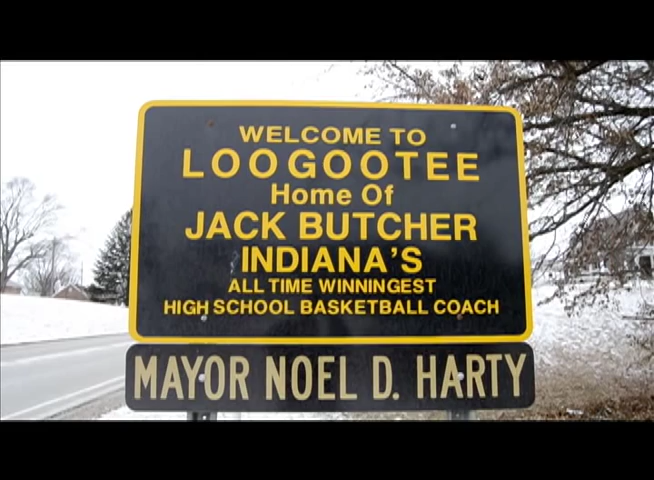 WELCOME TO
LOOGOOTEE
Home Of
JACK BUTCHER
INDIANA'S
ALL TIME WINNINGEST
HIGH SCHOOL BASKETBALL COACH
MAYOR NOEL D. HARTY